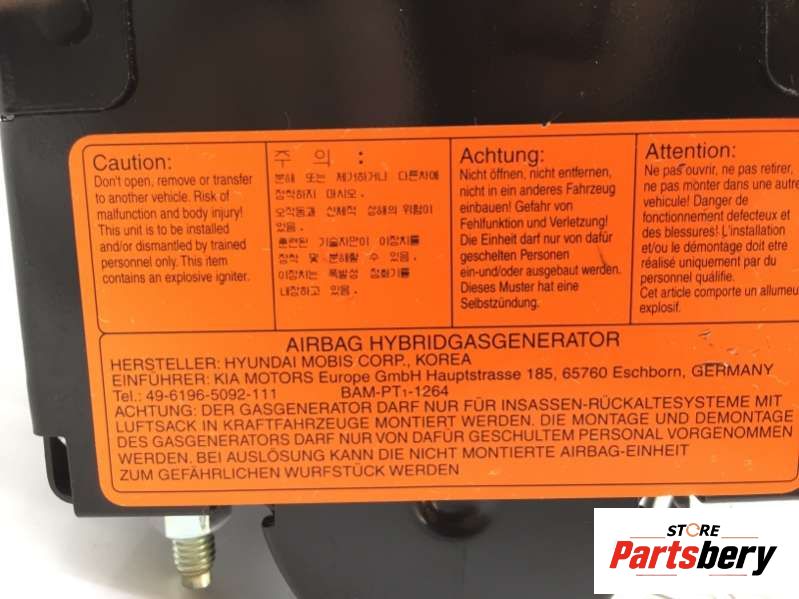 Caution:
Don't open, remove or transfer
to another vehicle. Risk of
malfunction and body injury!
This unit is to be installed
and/or dismantled by trained
personnel only. This item
contains an explosive igniter.
주 의 :
분해 또는 제거하거나 다른차에
장착하지 마시오.
오작동과 신체적 상해의 위험이
있음.
훈련된 기술자만이 이장치를
장착 및 분해할 수 있음.
이장치는 폭발성 점화기를
내장하고 있음.
Achtung:
Nicht öffnen, nicht entfernen,
nicht in ein anderes Fahrzeug
einbauen! Gefahr von
Fehlfunktion und Verletzung!
Die Einheit darf nur von dafür
geschelten Personen
ein-und/oder ausgebaut werden.
Dieses Muster hat eine
Selbstzündung.
Attention:
Ne pas ouvrir, ne pas retirer,
ne pas monter dans une autre
vehicule! Danger de
fonctionnement defecteux et
des blessures! L'installation
et/ou le démontage doit etre
réalisé uniquement par du
personnel quálifie.
Cet article comporte un allumeu
explosif.
AIRBAG HYBRIDGASGENERATOR
HERSTELLER: HYUNDAI MOBIS CORP., KOREA
EINFÜHRER: KIA MOTORS Europe GmbH Hauptstrasse 185, 65760 Eschborn, GERMANY
Tel.: 49-6196-5092-111 BAM-PT1-1264
ACHTUNG: DER GASGENERATOR DARF NUR FÜR INSASSEN-RÜCKALTESYSTEME MIT
LUFTSACK IN KRAFTFAHRZEUGE MONTIERT WERDEN. DIE MONTAGE UND DEMONTAGE
DES GASGENERATORS DARF NUR VON DAFÜR GESCHULTEM PERSONAL VORGENOMMEN
WERDEN. BEI AUSLÖSUNG KANN DIE NICHT MONTIERTE AIRBAG-EINHEIT
ZUM GEFÄHRLICHEN WURFSTÜCK WERDEN
STORE
Partsbery